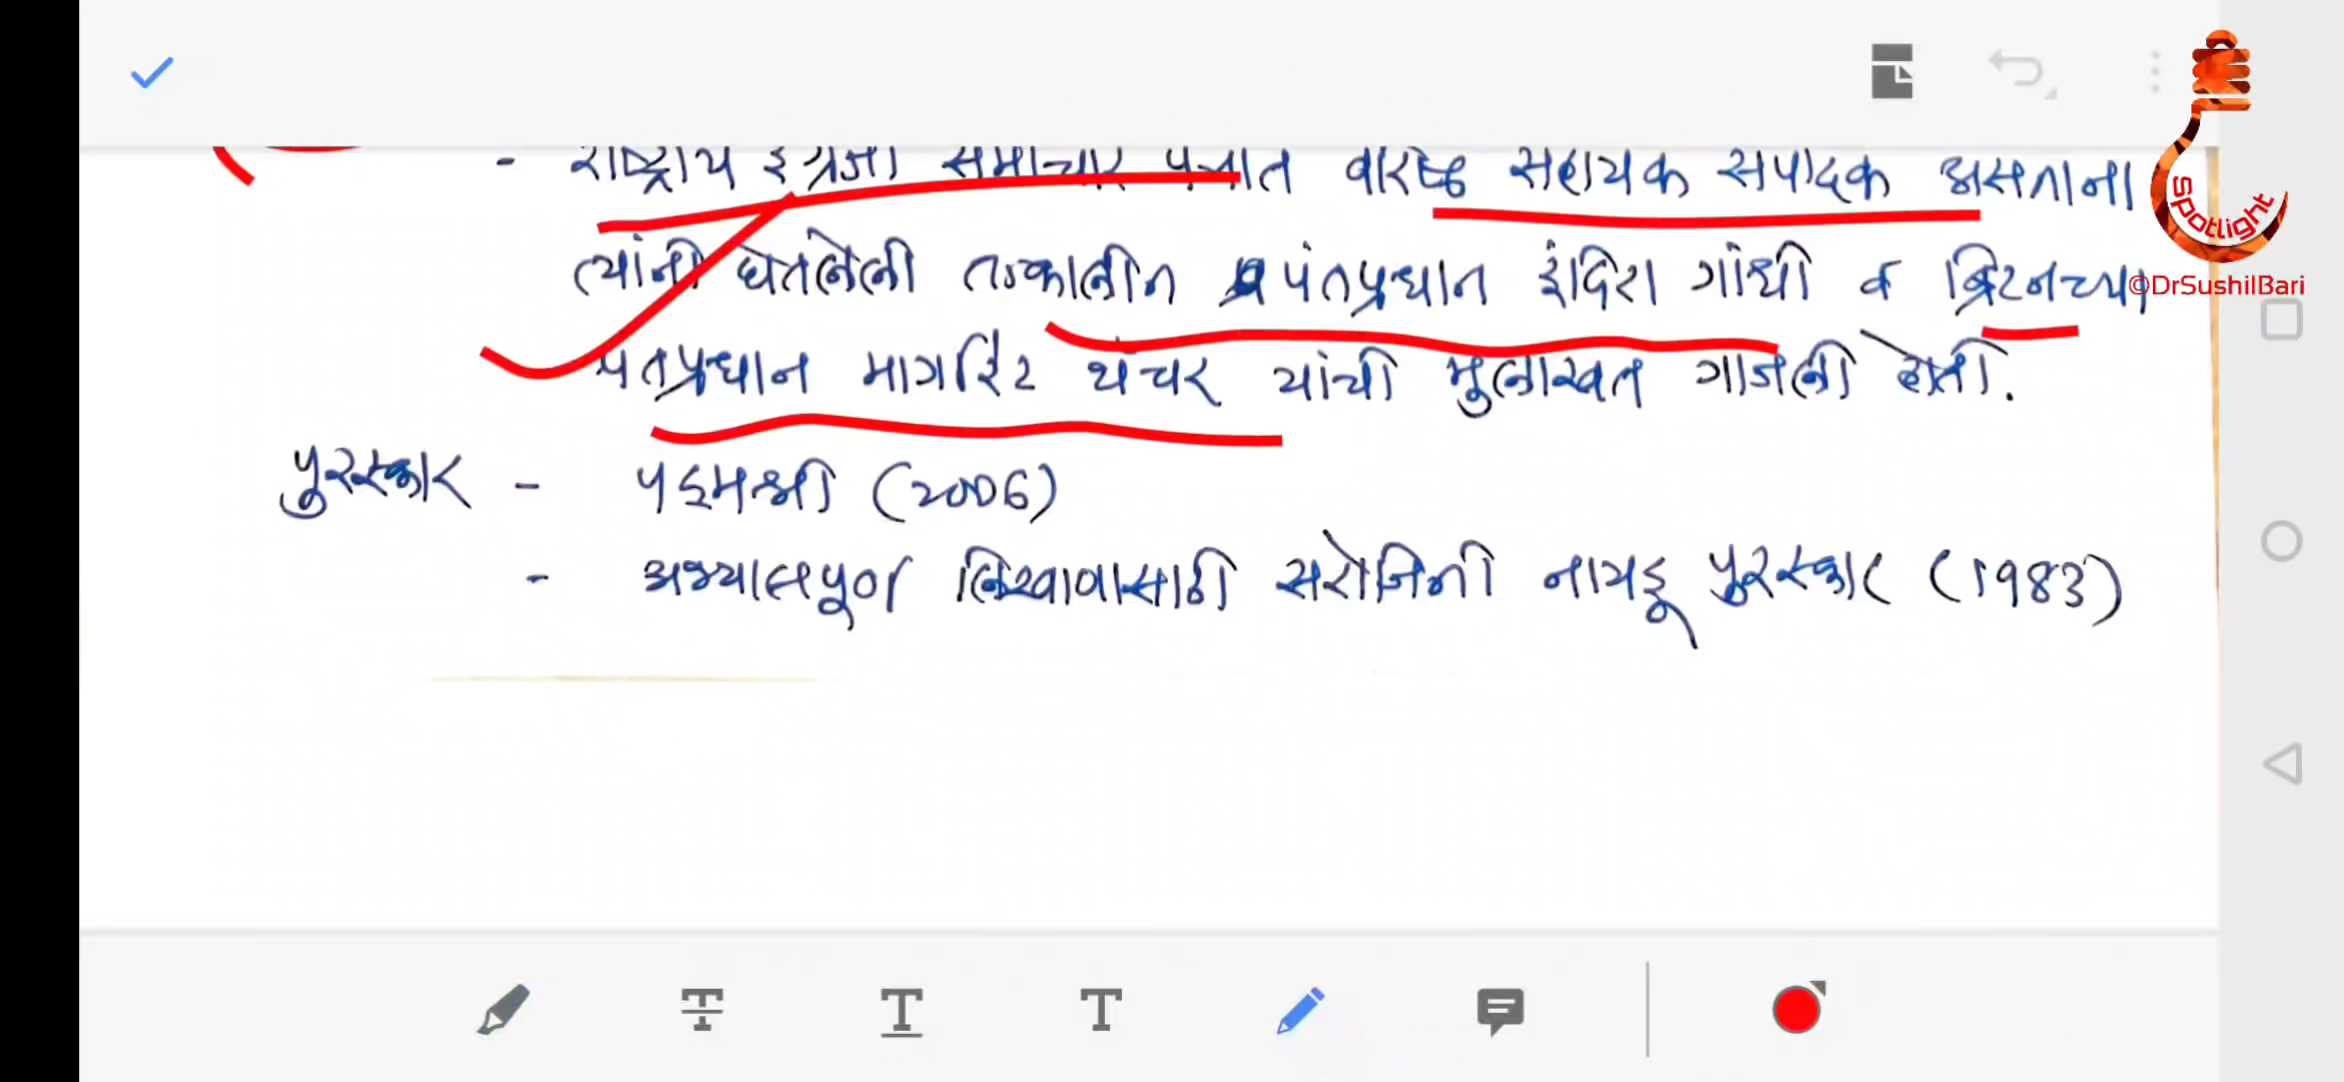 - राष्ट्रीय इंग्रजी समाचार पत्रात वरिष्ठ सहायक संपादक असताना
त्यांनी घेतलेली तत्कालीन पंतप्रधान इंदिरा गांधी व ब्रिटनच्या
पंतप्रधान मार्गारेट थॅचर यांची मुलाखत गाजली होती.
पुरस्कार - पद्मश्री (2006)
- अभ्यासपूर्ण लिखाणासाठी सरोजिनी नायडू पुरस्कार (1983)
spotlight
©DrSushilBari